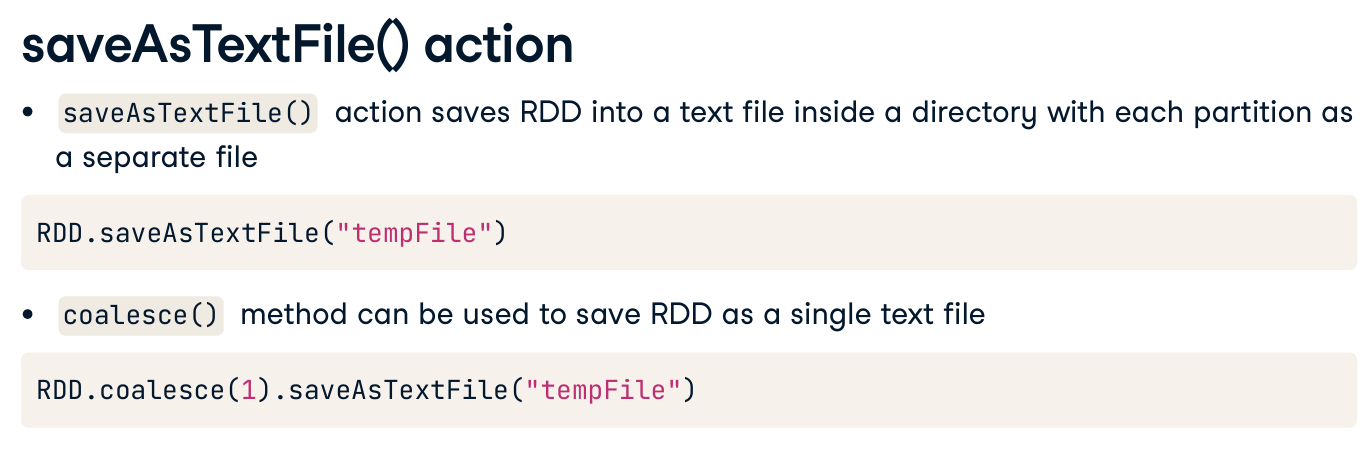 saveAsTextFile() action
• saveAsTextFile() action saves RDD into a text file inside a directory with each partition as
a separate file
RDD.saveAsTextFile("tempFile")
• coalesce() method can be used to save RDD as a single text file
RDD.coalesce(1).saveAsTextFile("tempFile")